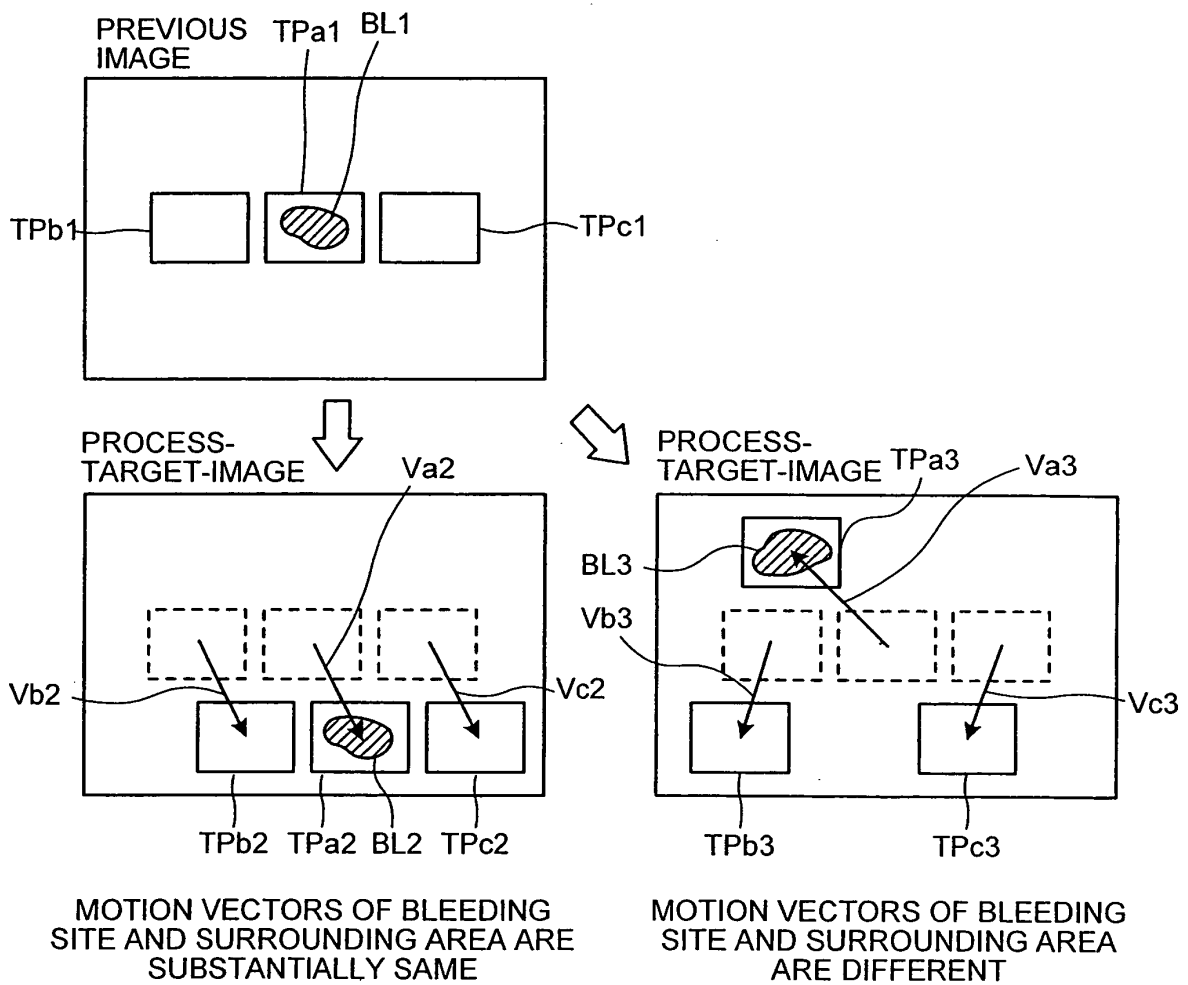 PREVIOUS
IMAGE
TPa1
BL1
TPb1
TPc1
PROCESS-
TARGET-IMAGE
Va2
Vb2
Vc2
TPb2
TPa2
BL2
TPc2
MOTION VECTORS OF BLEEDING
SITE AND SURROUNDING AREA ARE
SUBSTANTIALLY SAME
PROCESS-
TARGET-IMAGE
TPa3
Va3
BL3
Vb3
Vc3
TPb3
TPc3
MOTION VECTORS OF BLEEDING
SITE AND SURROUNDING AREA
ARE DIFFERENT